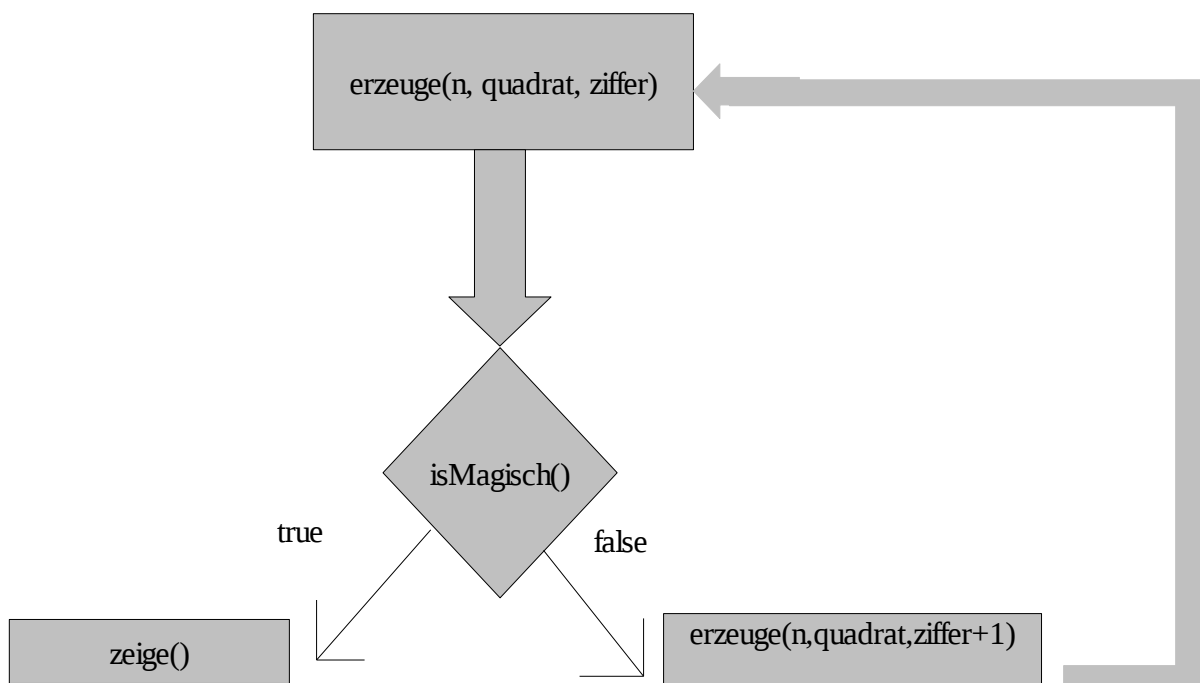 erzeuge(n, quadrat, ziffer)
isMagisch()
true
false
zeige()
erzeuge(n,quadrat,ziffer+1)